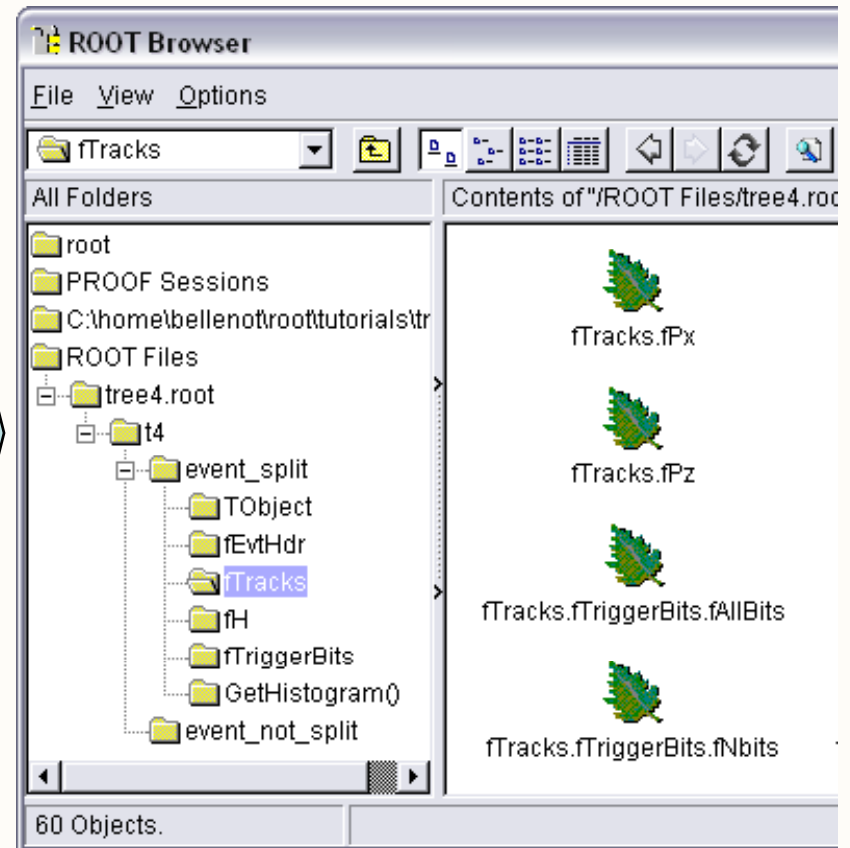 ROOT Browser
File View Options
fTracks
All Folders
Contents of "/ROOT Files/tree4.roo
root
PROOF Sessions
C:\home\bellenot\root\tutorials\tr
ROOT Files
tree4.root
t4
event_split
TObject
fEvtHdr
fTracks
fH
fTriggerBits
GetHistogram()
event_not_split
fTracks.fPx
fTracks.fPz
fTracks.fTriggerBits.fAllBits
fTracks.fTriggerBits.fNbits
60 Objects.